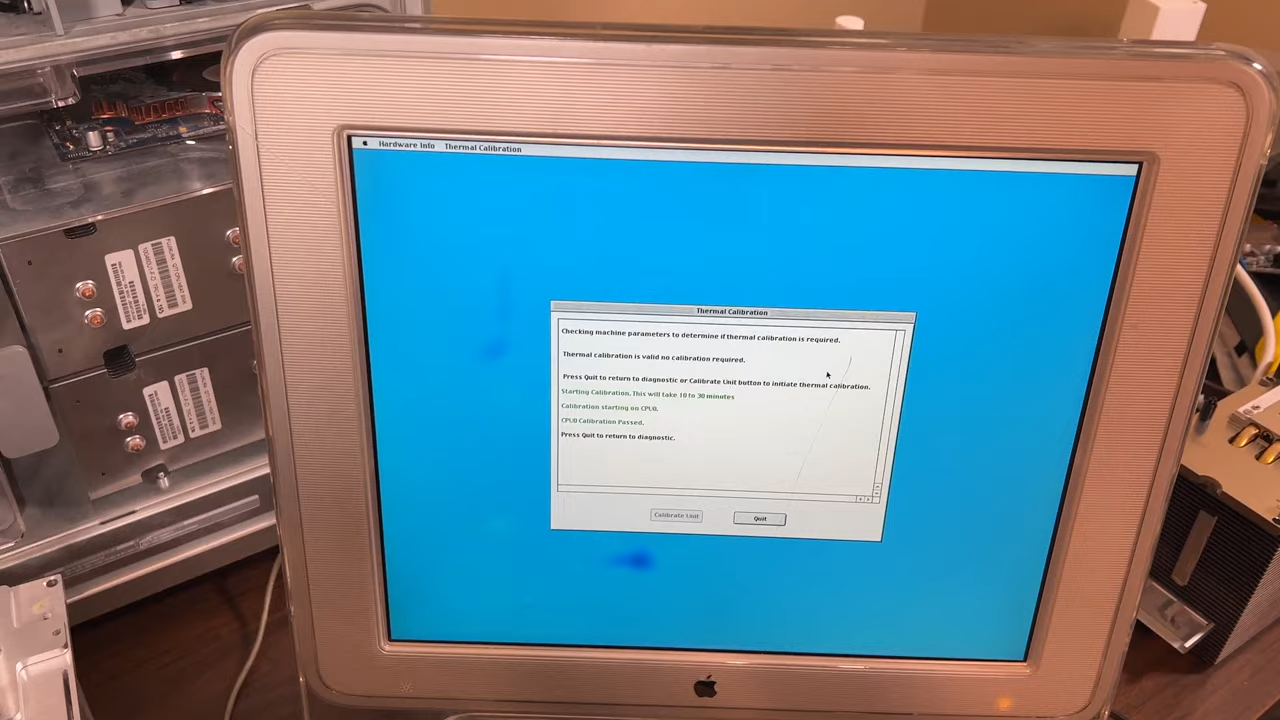 Hardware Info Thermal Calibration
Thermal Calibration
Checking machine parameters to determine if thermal calibration is required.
Thermal calibration is valid no calibration required.
Press Quit to return to diagnostic or Calibrate Unit button to initiate thermal calibration.
Starting Calibration. This will take 10 to 30 minutes
Calibration starting on CPU0.
CPU0 Calibration Passed.
Press Quit to return to diagnostic.
Calibrate Unit
Quit